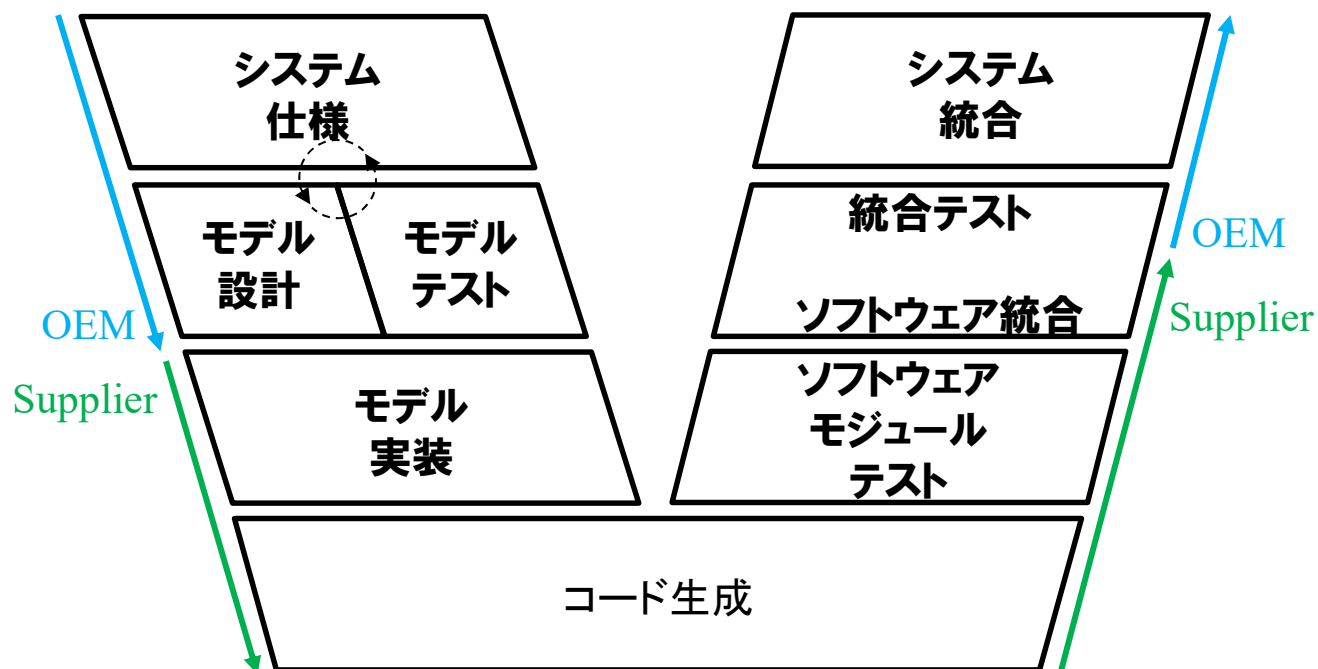 システム
仕様
システム
統合
モデル
設計
モデル
テスト
統合テスト
ソフトウェア統合
OEM
OEM
Supplier
Supplier
モデル
実装
ソフトウェア
モジュール
テスト
コード生成